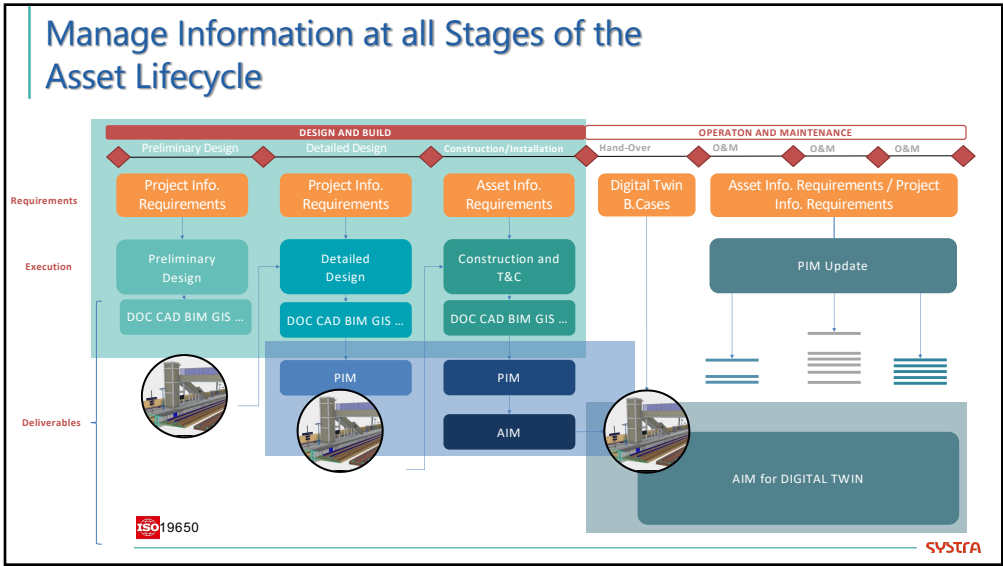 Manage Information at all Stages of the
Asset Lifecycle
DESIGN AND BUILD
OPERATON AND MAINTENANCE
Preliminary Design
Detailed Design
Construction/Installation
Hand-Over
O&M
O&M
O&M
Requirements
Project Info.
Requirements
Project Info.
Requirements
Asset Info.
Requirements
Digital Twin
B.Cases
Asset Info. Requirements / Project
Info. Requirements
Execution
Preliminary
Design
Detailed
Design
Construction and
T&C
PIM Update
DOC CAD BIM GIS ...
DOC CAD BIM GIS ...
DOC CAD BIM GIS ...
Deliverables
PIM
PIM
AIM
AIM for DIGITAL TWIN
ISO 19650
SYSTRA